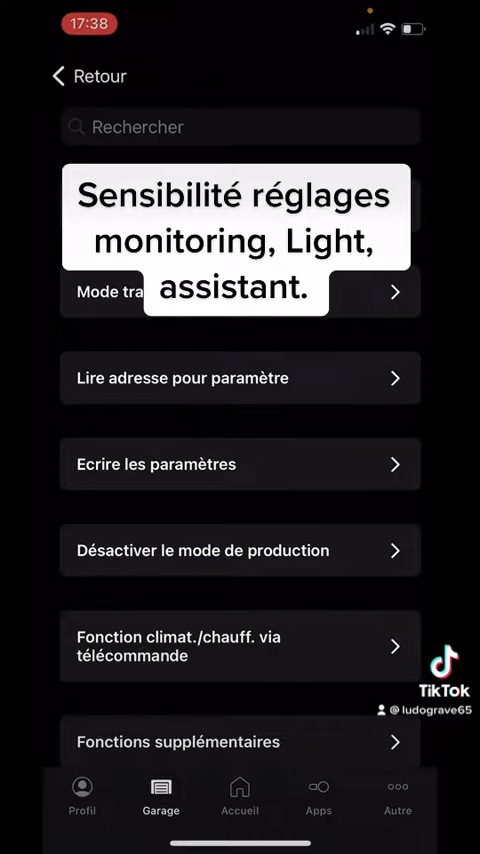 17:38
Retour
Rechercher
Sensibilité réglages
monitoring, Light,
assistant.
Mode tra
Lire adresse pour paramètre
Ecrire les paramètres
Désactiver le mode de production
Fonction climat./chauff. via
télécommande
TikTok
@ ludograve65
Fonctions supplémentaires
Profil
Garage
Accueil
Apps
Autre